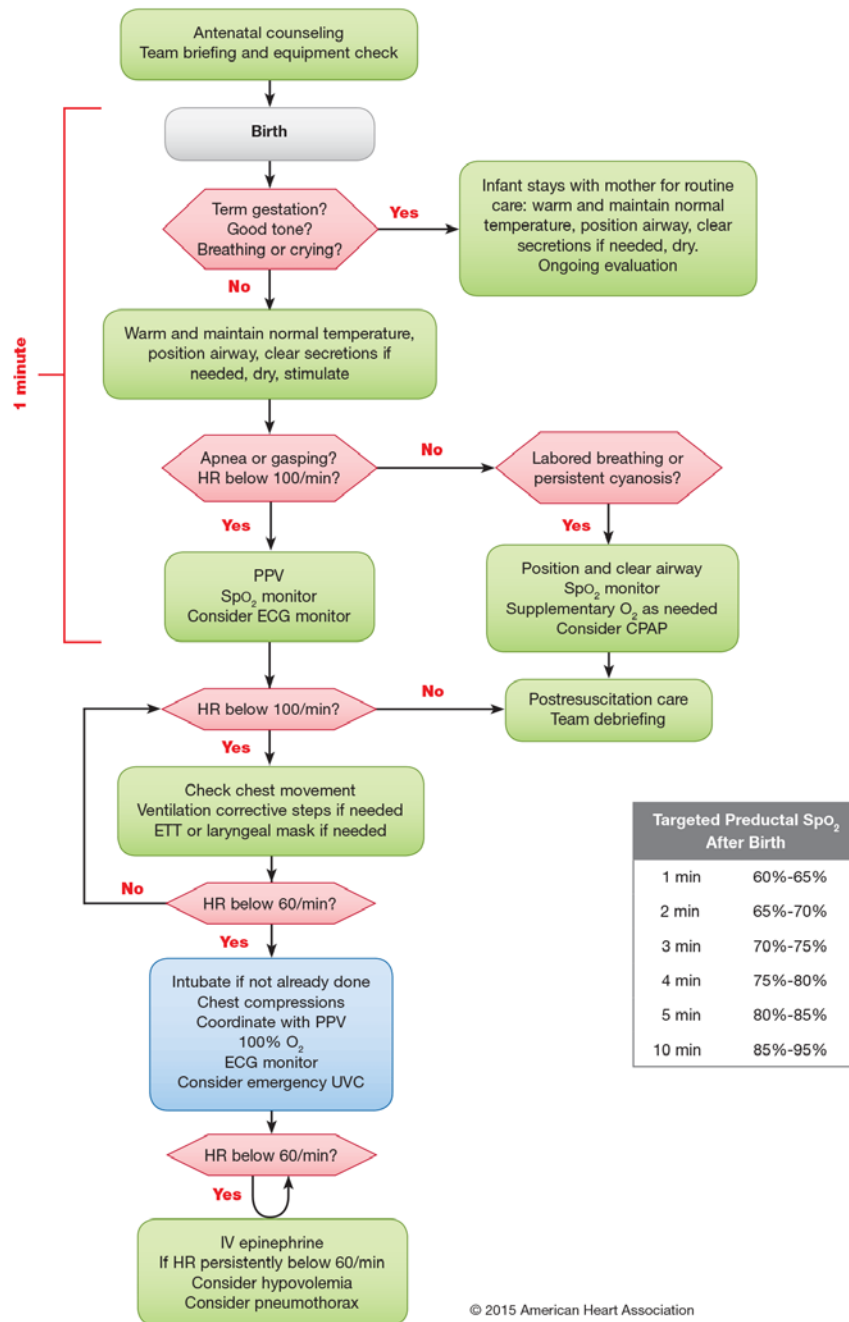 Antenatal counseling
Team briefing and equipment check
Birth
1 minute
Term gestation?
Good tone?
Breathing or crying?
Yes
Infant stays with mother for routine
care: warm and maintain normal
temperature, position airway, clear
secretions if needed, dry.
Ongoing evaluation
No
Warm and maintain normal temperature,
position airway, clear secretions if
needed, dry, stimulate
Apnea or gasping?
HR below 100/min?
No
Labored breathing or
persistent cyanosis?
Yes
Yes
PPV
SpO₂ monitor
Consider ECG monitor
Position and clear airway
SpO₂ monitor
Supplementary O₂ as needed
Consider CPAP
HR below 100/min?
No
Postresuscitation care
Team debriefing
Yes
Check chest movement
Ventilation corrective steps if needed
ETT or laryngeal mask if needed
No
HR below 60/min?
Yes
Intubate if not already done
Chest compressions
Coordinate with PPV
100% O₂
ECG monitor
Consider emergency UVC
HR below 60/min?
Yes
IV epinephrine
If HR persistently below 60/min
Consider hypovolemia
Consider pneumothorax
Targeted Preductal SpO₂
After Birth
1 min 60%-65%
2 min 65%-70%
3 min 70%-75%
4 min 75%-80%
5 min 80%-85%
10 min 85%-95%
© 2015 American Heart Association